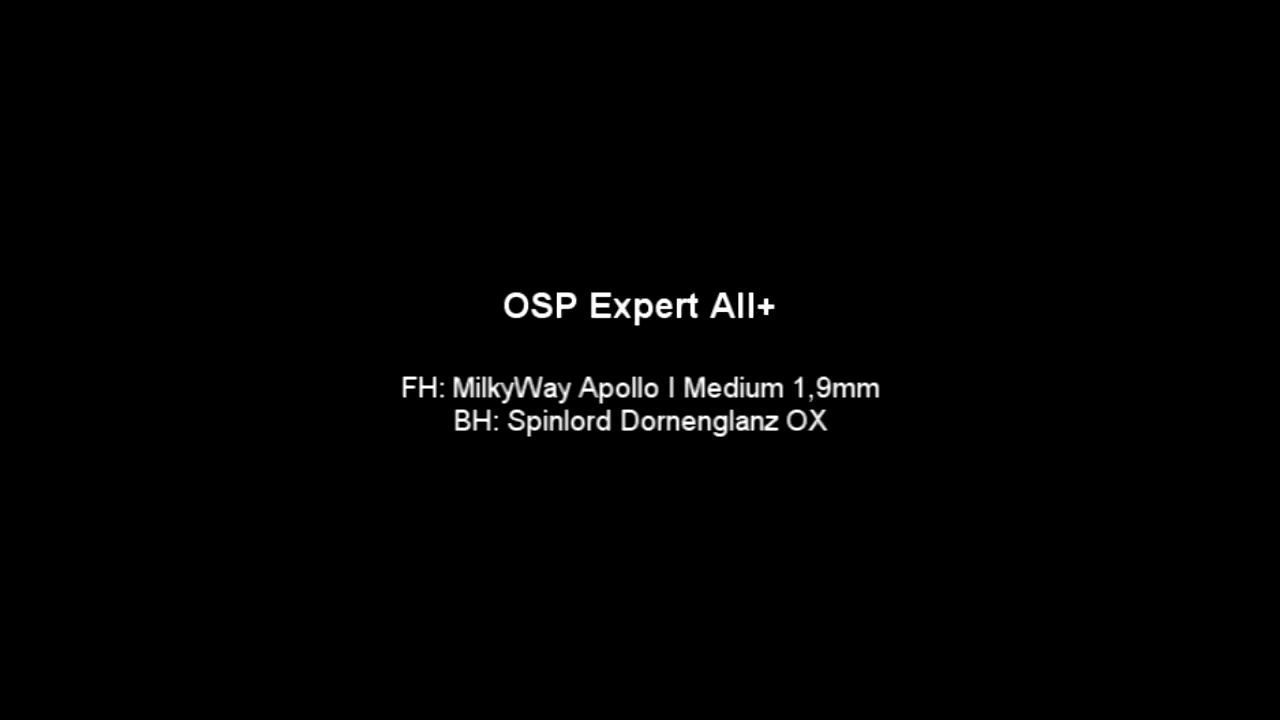 OSP Expert All+
FH: MilkyWay Apollo I Medium 1,9mm
BH: Spinlord Dornenglanz OX